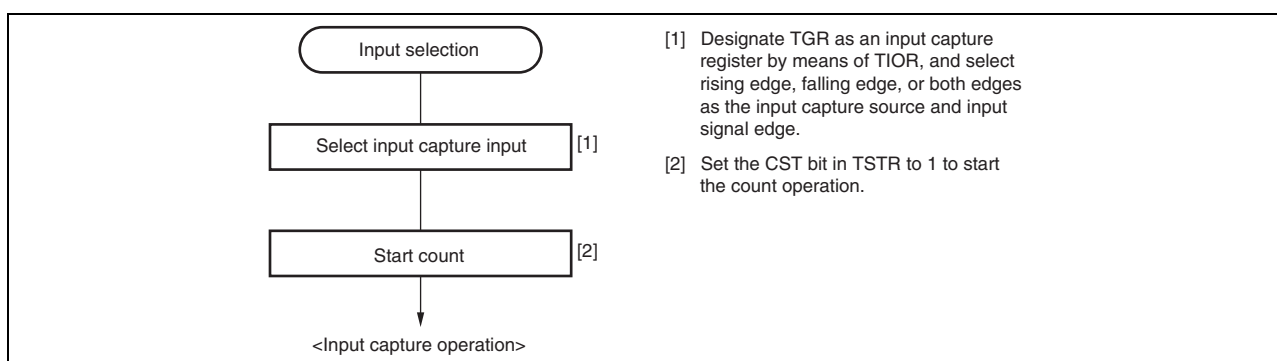 Input selection
Select input capture input
[1]
Start count
[2]
<Input capture operation>
[1] Designate TGR as an input capture
register by means of TIOR, and select
rising edge, falling edge, or both edges
as the input capture source and input
signal edge.
[2] Set the CST bit in TSTR to 1 to start
the count operation.